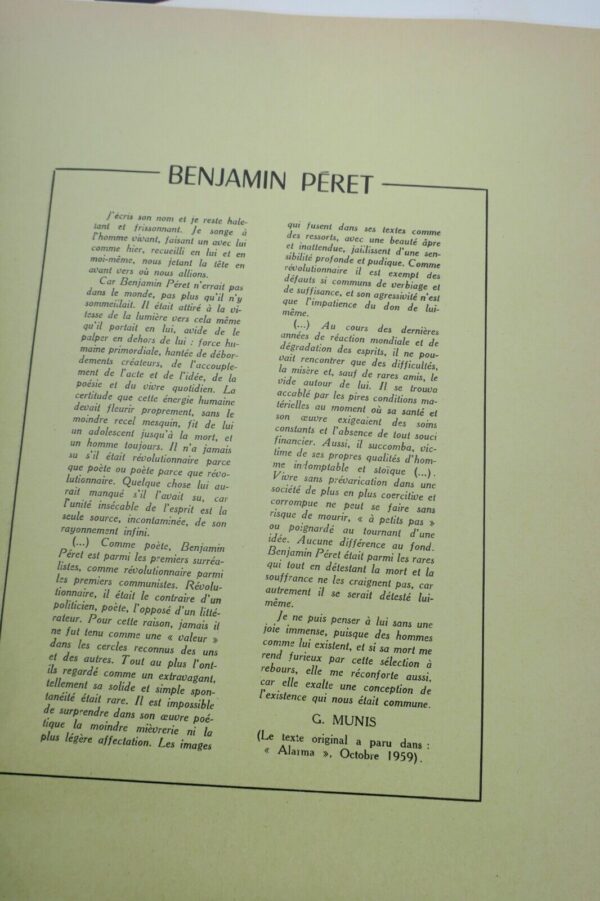 BENJAMIN PÉRET
J'écris son nom et je reste hale-
tant et frissonnant. Je songe à
l'homme vivant, faisant un avec lui
comme hier, recueilli en lui et en
moi-même, nous jetant la tête en
avant vers où nous allions.
Car Benjamin Péret n'errait pas
dans le monde, pas plus qu'il n'y
sommeillait. Il était attiré à la vi-
tesse de la lumière vers cela même
qu'il portait en lui, avide de le
palper en dehors de lui : force hu-
maine primordiale, hantée de débor-
dements créateurs, de l'accouple-
ment de l'acte et de l'idée, de la
poésie et du vivre quotidien. La
certitude que cette énergie humaine
devait fleurir proprement, sans le
moindre recel mesquin, fit de lui
un adolescent jusqu'à la mort, et
un homme toujours. Il n'a jamais
su s'il était révolutionnaire parce
que poète ou poète parce que révo-
lutionnaire. Quelque chose lui au-
rait manqué s'il l'avait su, car
l'unité insécable de l'esprit est la
seule source, incontaminée, de son
rayonnement infini.
(...) Comme poète, Benjamin
Péret est parmi les premiers surréa-
listes, comme révolutionnaire parmi
les premiers communistes. Révolu-
tionnaire, il était le contraire d'un
politicien, poète, l'opposé d'un litté-
rateur. Pour cette raison, jamais il
ne fut tenu comme une « valeur »
dans les cercles reconnus des uns
et des autres. Tout au plus l'ont-
ils regardé comme un extravagant,
tellement sa solide et simple spon-
tanéité était rare. Il est impossible
de surprendre dans son œuvre poé-
tique la moindre mièvrerie ni la
plus légère affectation. Les images
qui fusent dans ses textes comme
des ressorts, avec une beauté âpre
et inattendue, jaillissent d'une sen-
sibilité profonde et pudique. Comme
révolutionnaire il est exempt des
défauts si communs de verbiage et
de suffisance, et son agressivité n'est
que l'impatience du don de lui-
même.
(...) Au cours des dernières
années de réaction mondiale et de
dégradation des esprits, il ne pou-
vait rencontrer que des difficultés,
la misère et, sauf de rares amis, le
vide autour de lui. Il se trouva
accablé par les pires conditions ma-
térielles au moment où sa santé et
son œuvre exigeaient des soins
constants et l'absence de tout souci
financier. Aussi, il succomba, vic-
time de ses propres qualités d'hom-
me indomptable et stoïque (...).
Vivre sans prévarication dans une
société de plus en plus coercitive et
corrompue ne peut se faire sans
risque de mourir, « à petits pas »
ou poignardé au tournant d'une
idée. Aucune différence au fond.
Benjamin Péret était parmi les rares
qui tout en détestant la mort et la
souffrance ne les craignent pas, car
autrement il se serait détesté lui-
même.
Je ne puis penser à lui sans une
joie immense, puisque des hommes
comme lui existent, et si sa mort me
rend furieux par cette sélection à
rebours, elle me réconforte aussi,
car elle exalte une conception de
l'existence qui nous était commune.
G. MUNIS
(Le texte original a paru dans :
« Alarma », Octobre 1959).